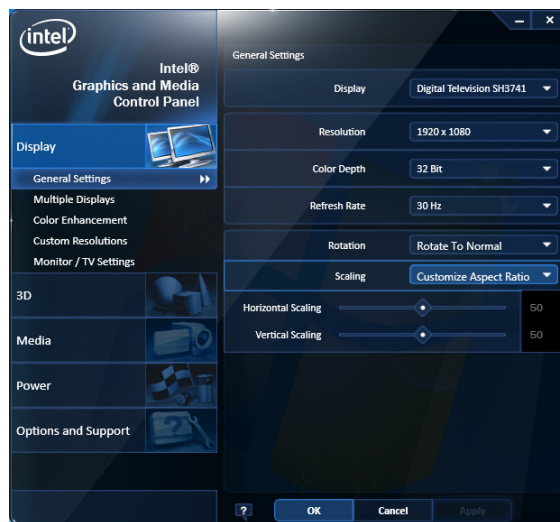 intel
Intel®
Graphics and Media
Control Panel
Display
General Settings
Multiple Displays
Color Enhancement
Custom Resolutions
Monitor / TV Settings
3D
Media
Power
Options and Support
General Settings
Display Digital Television SH3741
Resolution 1920 x 1080
Color Depth 32 Bit
Refresh Rate 30 Hz
Rotation Rotate To Normal
Scaling Customize Aspect Ratio
Horizontal Scaling 50
Vertical Scaling 50
? OK Cancel Apply